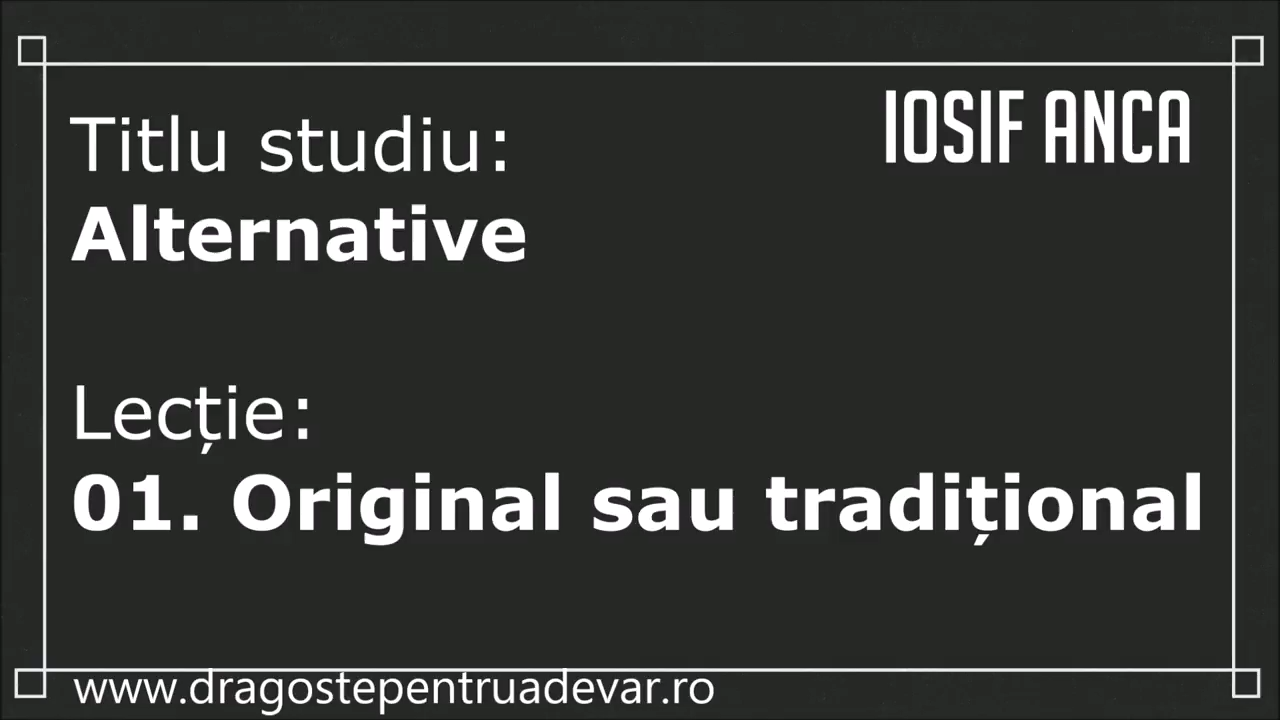 IOSIF ANCA
Titlu studiu:
Alternative
Lecție:
01. Original sau tradițional
www.dragostepentruadevar.ro